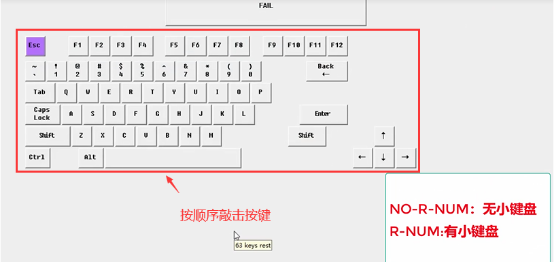 FAIL
Esc F1 F2 F3 F4 F5 F6 F7 F8 F9 F10 F11 F12
~ ! @ # $ % ^ & * ( ) Back
` 1 2 3 4 5 6 7 8 9 0 ←
Tab Q W E R T Y U I O P
Caps Lock A S D F G H J K L Enter
Shift Z X C V B N M Shift ↑
Ctrl Alt ← ↓ →
按顺序敲击按键
63 keys rest
NO-R-NUM：无小键盘
R-NUM:有小键盘